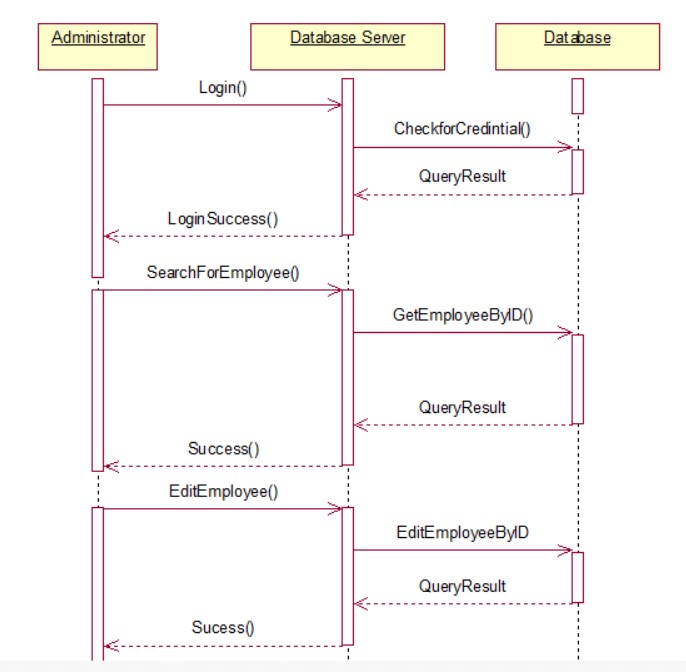 Administrator
Database Server
Database
Login()
CheckforCredintial()
QueryResult
LoginSuccess()
SearchForEmployee()
GetEmployeeByID()
QueryResult
Success()
EditEmployee()
EditEmployeeByID
QueryResult
Sucess()